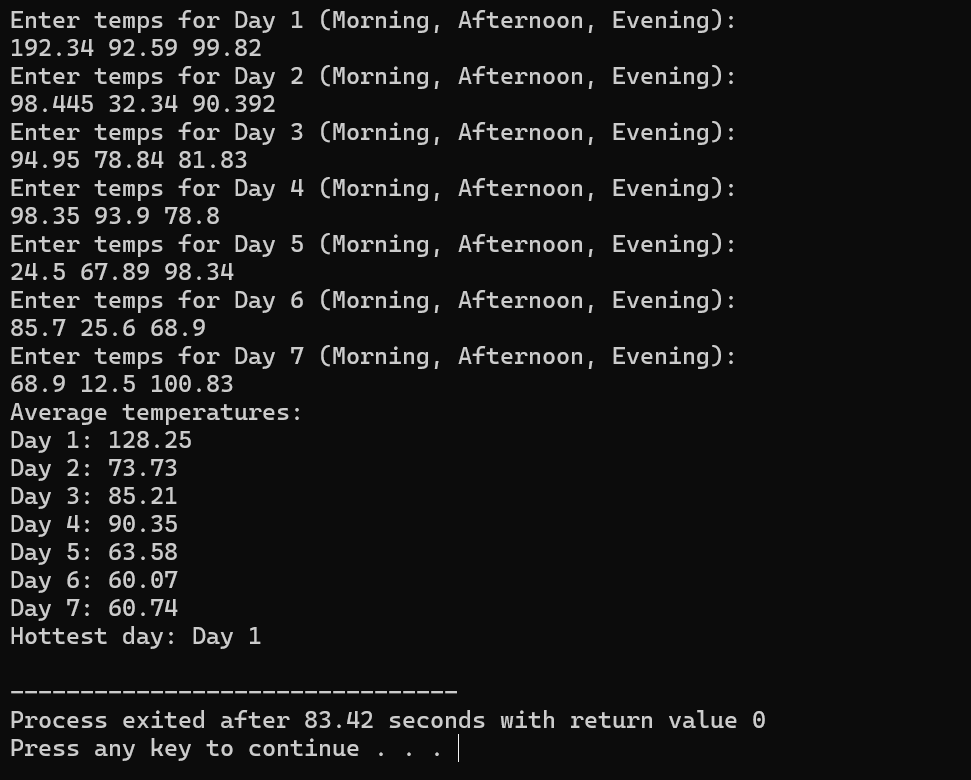 Enter temps for Day 1 (Morning, Afternoon, Evening):
192.34 92.59 99.82
Enter temps for Day 2 (Morning, Afternoon, Evening):
98.445 32.34 90.392
Enter temps for Day 3 (Morning, Afternoon, Evening):
94.95 78.84 81.83
Enter temps for Day 4 (Morning, Afternoon, Evening):
98.35 93.9 78.8
Enter temps for Day 5 (Morning, Afternoon, Evening):
24.5 67.89 98.34
Enter temps for Day 6 (Morning, Afternoon, Evening):
85.7 25.6 68.9
Enter temps for Day 7 (Morning, Afternoon, Evening):
68.9 12.5 100.83
Average temperatures:
Day 1: 128.25
Day 2: 73.73
Day 3: 85.21
Day 4: 90.35
Day 5: 63.58
Day 6: 60.07
Day 7: 60.74
Hottest day: Day 1
--------------------------------
Process exited after 83.42 seconds with return value 0
Press any key to continue . . .